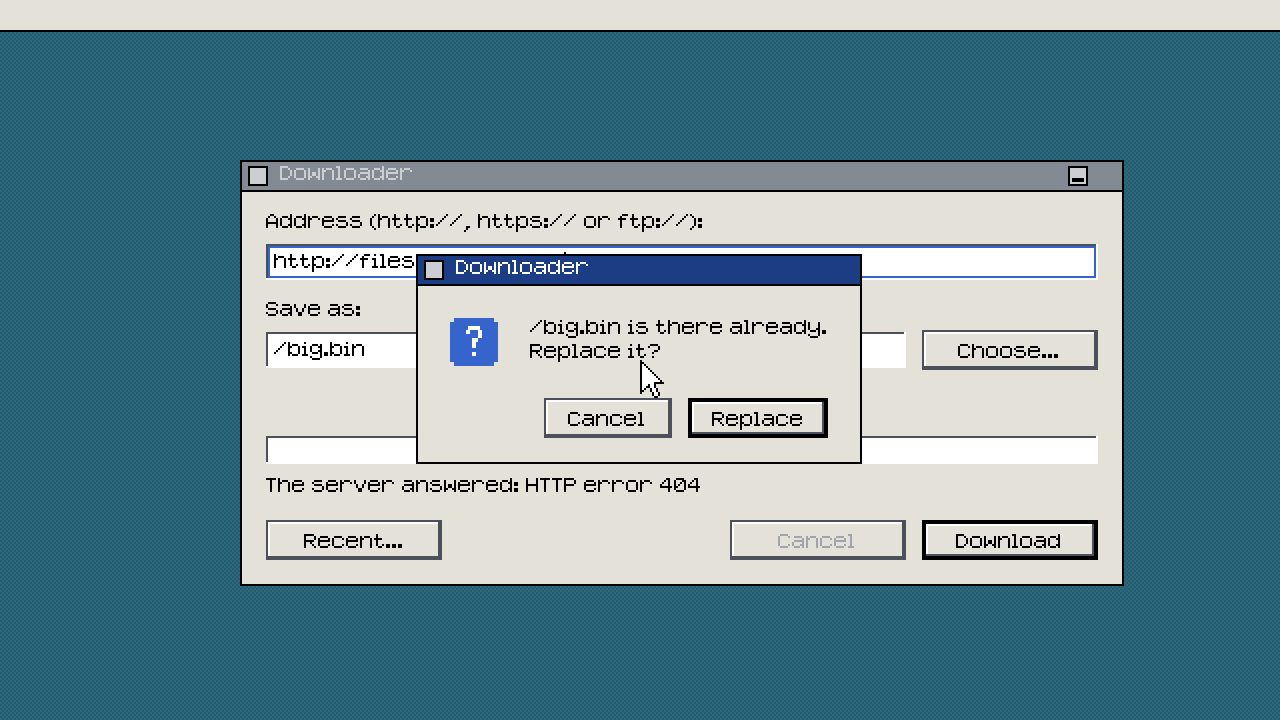 Downloader
Address (http://, https:// or ftp://):
http://files
Downloader
Save as:
/big.bin
Choose...
?
/big.bin is there already.
Replace it?
Cancel
Replace
The server answered: HTTP error 404
Recent...
Cancel
Download